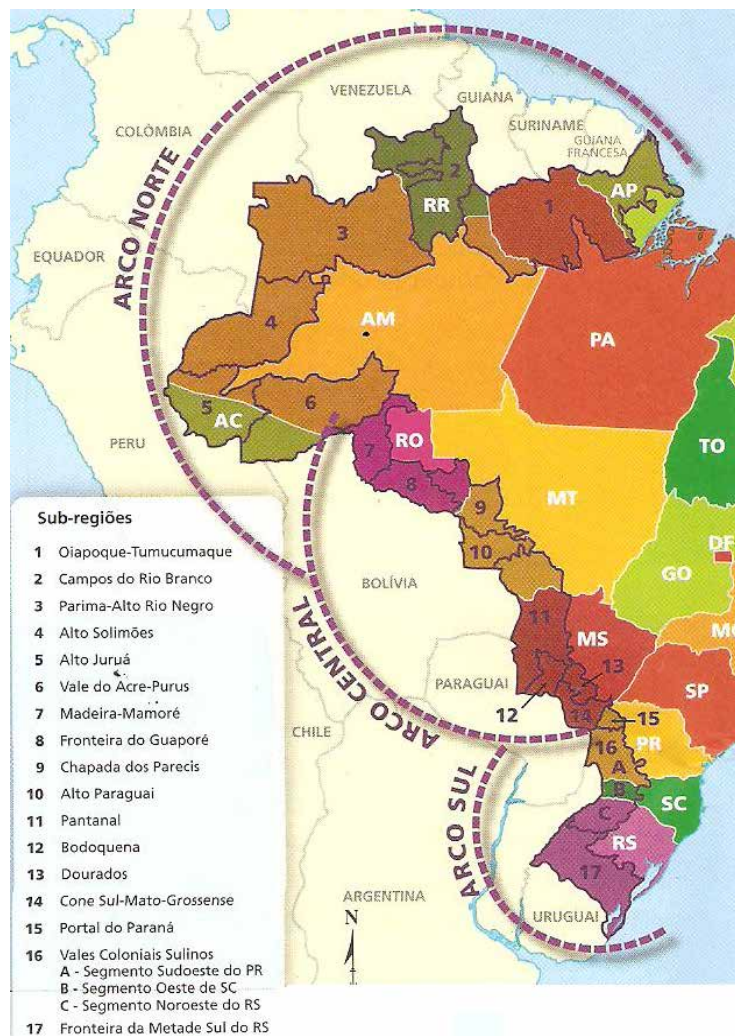 VENEZUELA
GUIANA
SURINAME
GUIANA
FRANCESA
COLÔMBIA
ARCO NORTE
EQUADOR
PERU
2
RR
AP
1
3
4
AM
PA
5
AC
6
7
RO
8
TO
MT
9
10
DF
GO
BOLÍVIA
11
MS
13
MG
PARAGUAI
12
14
15
SP
ARCO CENTRAL
CHILE
16
PR
A
B
SC
C
RS
17
ARCO SUL
ARGENTINA
URUGUAI
N
Sub-regiões
1 Oiapoque-Tumucumaque
2 Campos do Rio Branco
3 Parima-Alto Rio Negro
4 Alto Solimões
5 Alto Juruá
6 Vale do Acre-Purus
7 Madeira-Mamoré
8 Fronteira do Guaporé
9 Chapada dos Parecis
10 Alto Paraguai
11 Pantanal
12 Bodoquena
13 Dourados
14 Cone Sul-Mato-Grossense
15 Portal do Paraná
16 Vales Coloniais Sulinos
A - Segmento Sudoeste do PR
B - Segmento Oeste de SC
C - Segmento Noroeste do RS
17 Fronteira da Metade Sul do RS